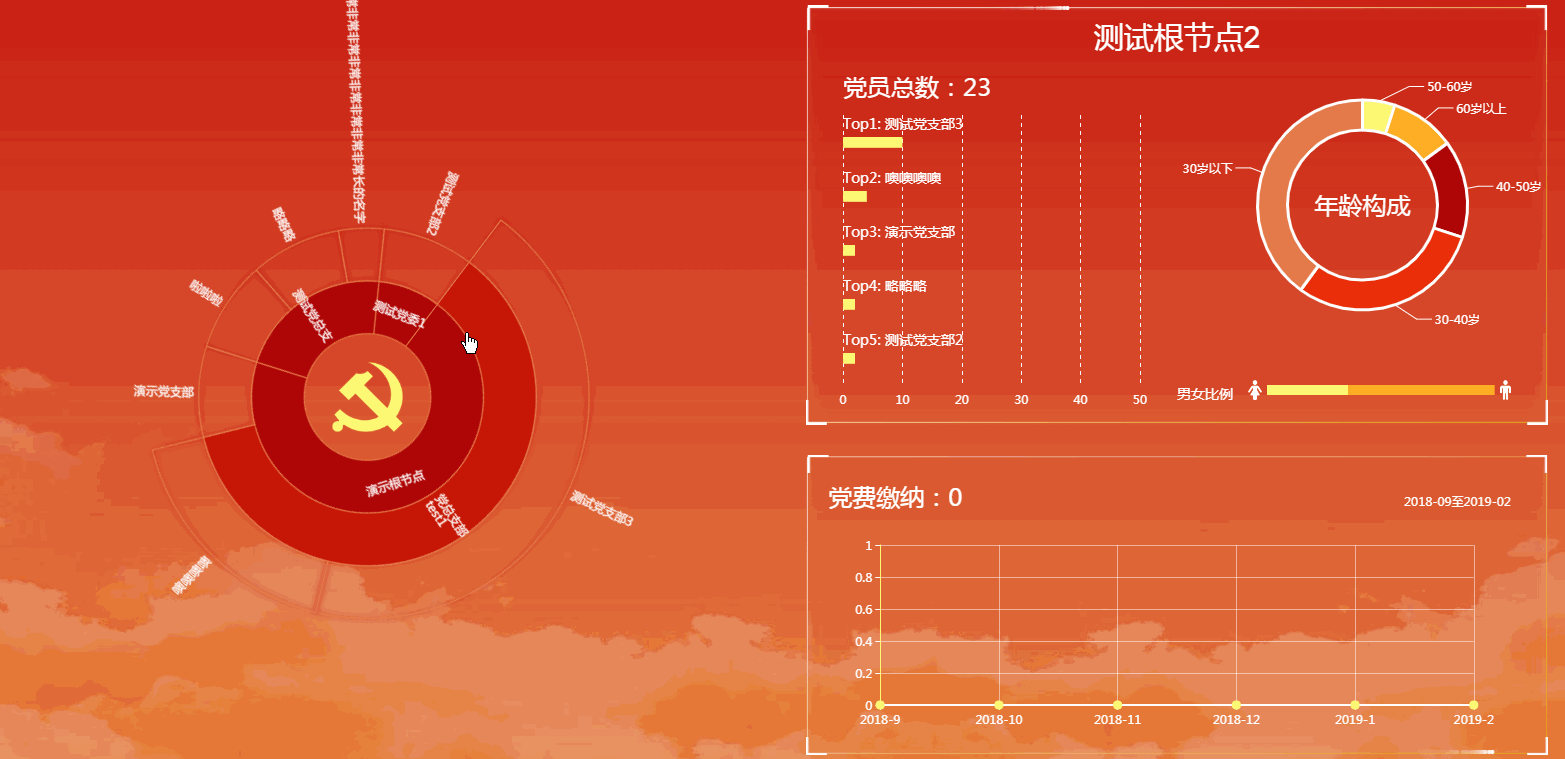 常非常非常非常非常非常非常非常非常非常长的名字
测试党支部2
略略略
啦啦啦
演示党支部
测试党总支
测试党委1
演示根节点
党总支部
test1
测试党支部3
噢噢噢噢
测试根节点2
党员总数：23
Top1: 测试党支部3
Top2: 噢噢噢噢
Top3: 演示党支部
Top4: 略略略
Top5: 测试党支部2
0 10 20 30 40 50
50-60岁
60岁以上
30岁以下
40-50岁
年龄构成
30-40岁
男女比例
党费缴纳：0
2018-09至2019-02
1
0.8
0.6
0.4
0.2
0
2018-9 2018-10 2018-11 2018-12 2019-1 2019-2